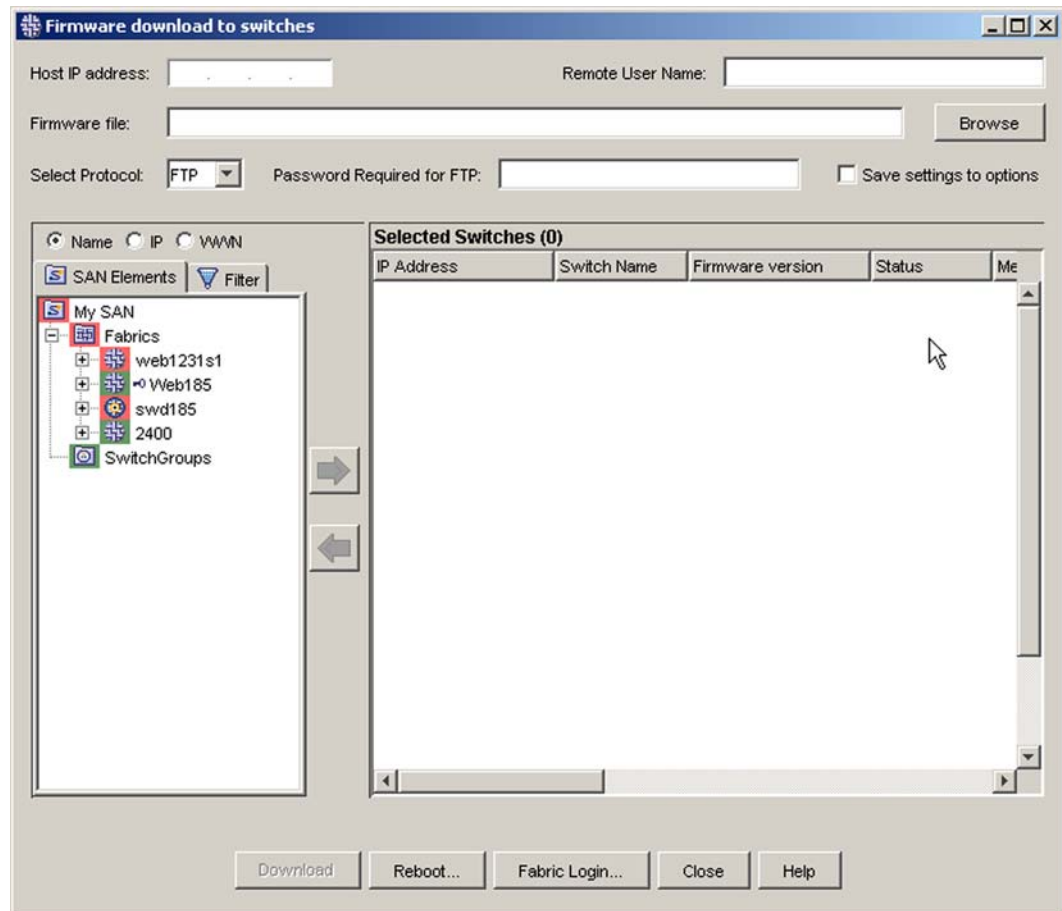 Firmware download to switches
Host IP address: . . . Remote User Name:
Firmware file: Browse
Select Protocol: FTP Password Required for FTP: Save settings to options
Name IP WWN
SAN Elements Filter
My SAN
Fabrics
web1231s1
Web185
swd185
2400
SwitchGroups
Selected Switches (0)
IP Address Switch Name Firmware version Status Me
Download Reboot... Fabric Login... Close Help